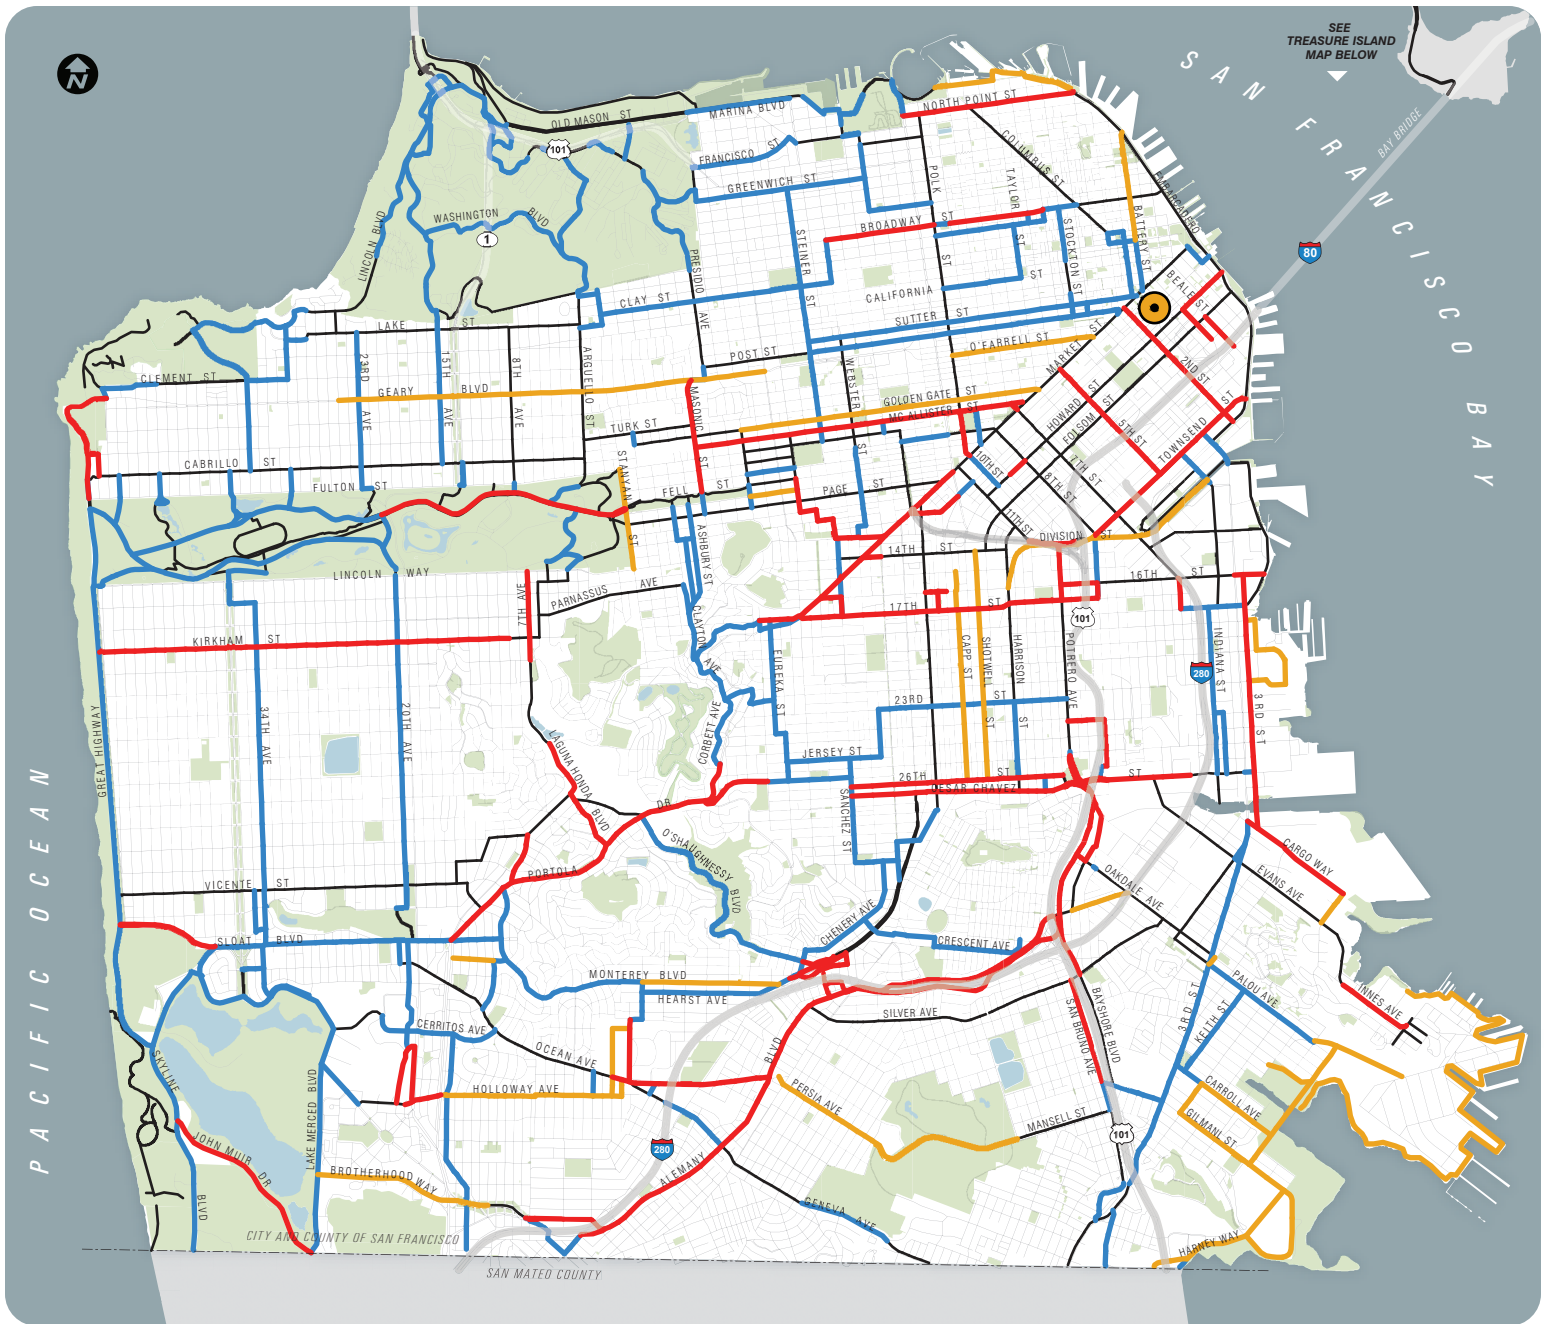 SEE
TREASURE ISLAND
MAP BELOW
N
SAN FRANCISCO BAY
BAY BRIDGE
80
PACIFIC OCEAN
NORTH POINT ST
OLD MASON ST
MARINA BLVD
101
FRANCISCO ST
COLUMBUS ST
GREENWICH ST
POLK ST
TAYLOR ST
EMBARCADERO
LINCOLN BLVD
WASHINGTON BLVD
1
BROADWAY ST
STEINER ST
STOCKTON ST
BATTERY ST
PRESIDIO AVE
CLAY ST
CALIFORNIA ST
BEALE ST
LAKE ST
SUTTER ST
O'FARRELL ST
MARKET ST
POST ST
CLEMENT ST
23RD AVE
15TH AVE
8TH AVE
ARGUELLO ST
WEBSTER ST
2ND ST
GEARY BLVD
MASONIC ST
GOLDEN GATE ST
MC ALLISTER ST
HOWARD ST
FOLSOM ST
5TH ST
TOWNSEND ST
TURK ST
CABRILLO ST
STANYAN ST
10TH ST
7TH ST
8TH ST
FULTON ST
FELL ST
PAGE ST
11TH ST
ASHBURY ST
14TH ST
DIVISION ST
LINCOLN WAY
7TH AVE
PARNASSUS AVE
16TH ST
CLAYTON AVE
17TH ST
101
KIRKHAM ST
EUREKA ST
CAPP ST
SHOTWELL ST
HARRISON ST
POTRERO AVE
INDIANA ST
280
23RD ST
3RD ST
GREAT HIGHWAY
34TH AVE
20TH AVE
CORBETT AVE
LAGUNA HONDA BLVD
JERSEY ST
26TH ST
CESAR CHAVEZ ST
SANCHEZ ST
PORTOLA DR
O'SHAUGHNESSY BLVD
CARGO WAY
EVANS AVE
OAKDALE AVE
VICENTE ST
SLOAT BLVD
CHENERY AVE
CRESCENT AVE
MONTEREY BLVD
HEARST AVE
PALOU AVE
INNES AVE
SILVER AVE
SAN BRUNO AVE
BAYSHORE BLVD
3RD ST
KEITH ST
CERRITOS AVE
OCEAN AVE
SKYLINE BLVD
LAKE MERCED BLVD
HOLLOWAY AVE
PERSIA AVE
CARROLL AVE
GILMAN ST
MANSELL ST
101
JOHN MUIR DR
280
ALEMANY BLVD
BROTHERHOOD WAY
GENEVA AVE
HARNEY WAY
CITY AND COUNTY OF SAN FRANCISCO
SAN MATEO COUNTY